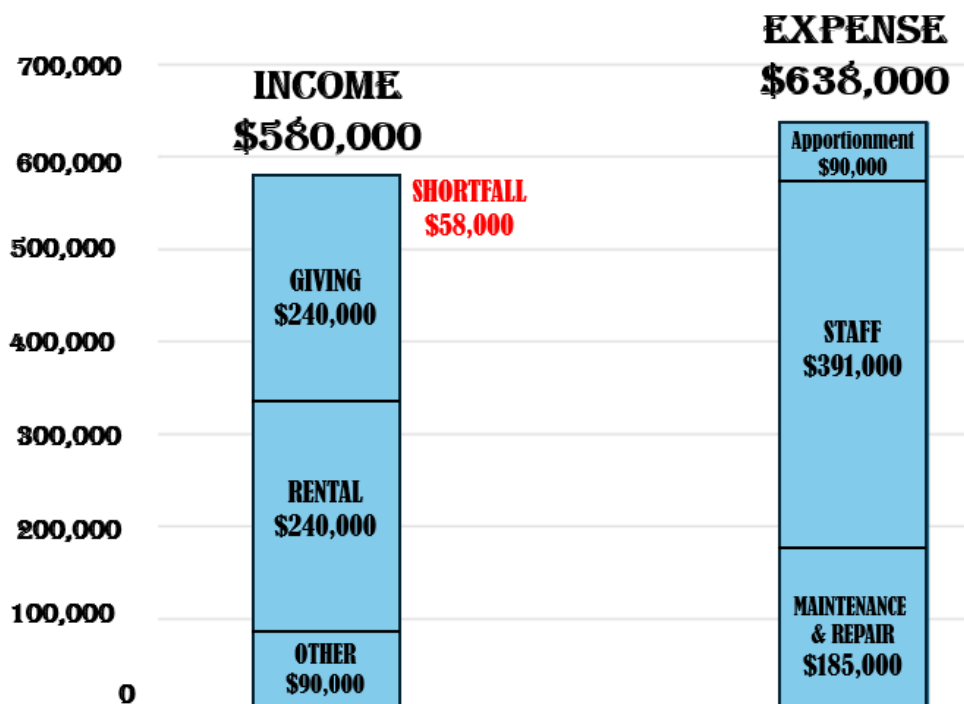 EXPENSE
$638,000
INCOME
$580,000
700,000
600,000
500,000
400,000
300,000
200,000
100,000
0
SHORTFALL
$58,000
GIVING
$240,000
RENTAL
$240,000
OTHER
$90,000
Apportionment
$90,000
STAFF
$391,000
MAINTENANCE
& REPAIR
$185,000